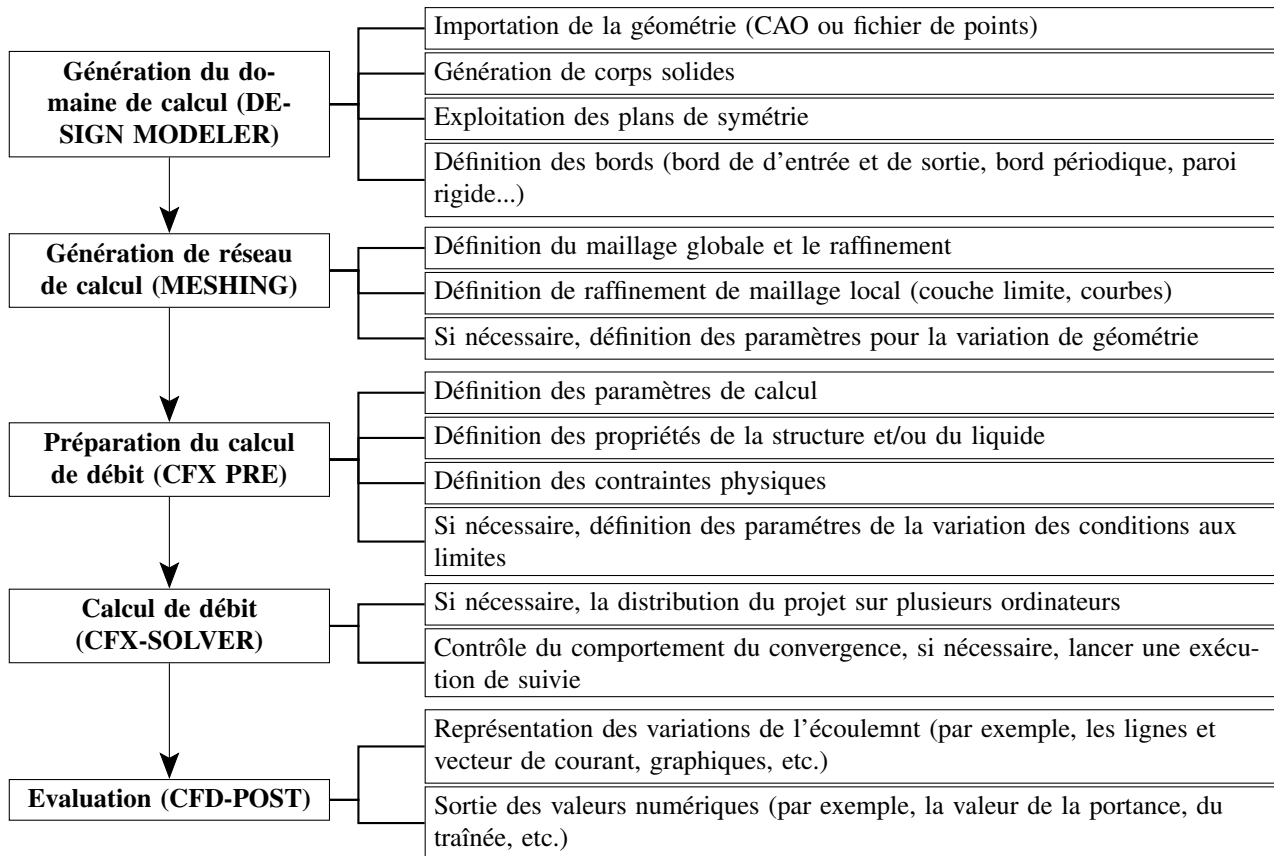 Génération du do-
maine de calcul (DE-
SIGN MODELER)
Importation de la géométrie (CAO ou fichier de points)
Génération de corps solides
Exploitation des plans de symétrie
Définition des bords (bord de d'entrée et de sortie, bord périodique, paroi
rigide...)
Génération de réseau
de calcul (MESHING)
Définition du maillage globale et le raffinement
Définition de raffinement de maillage local (couche limite, courbes)
Si nécessaire, définition des paramètres pour la variation de géométrie
Préparation du calcul
de débit (CFX PRE)
Définition des paramètres de calcul
Définition des propriétés de la structure et/ou du liquide
Définition des contraintes physiques
Si nécessaire, définition des paramétres de la variation des conditions aux
limites
Calcul de débit
(CFX-SOLVER)
Si nécessaire, la distribution du projet sur plusieurs ordinateurs
Contrôle du comportement du convergence, si nécessaire, lancer une exécu-
tion de suivie
Evaluation (CFD-POST)
Représentation des variations de l'écoulemnt (par exemple, les lignes et
vecteur de courant, graphiques, etc.)
Sortie des valeurs numériques (par exemple, la valeur de la portance, du
traînée, etc.)